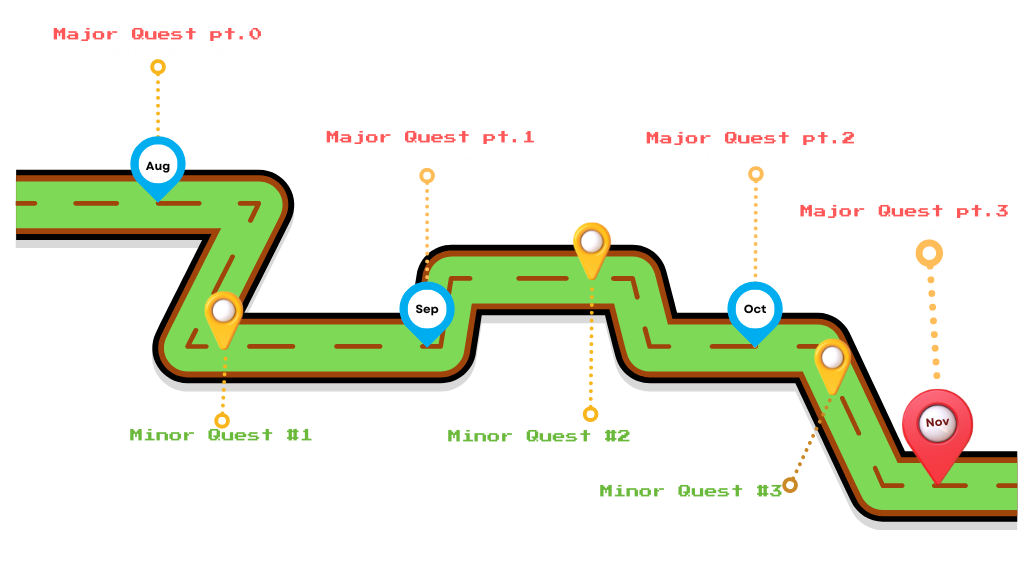 Major Quest pt.0
Major Quest pt.1
Major Quest pt.2
Aug
Major Quest pt.3
Sep
Oct
Nov
Minor Quest #1
Minor Quest #2
Minor Quest #3